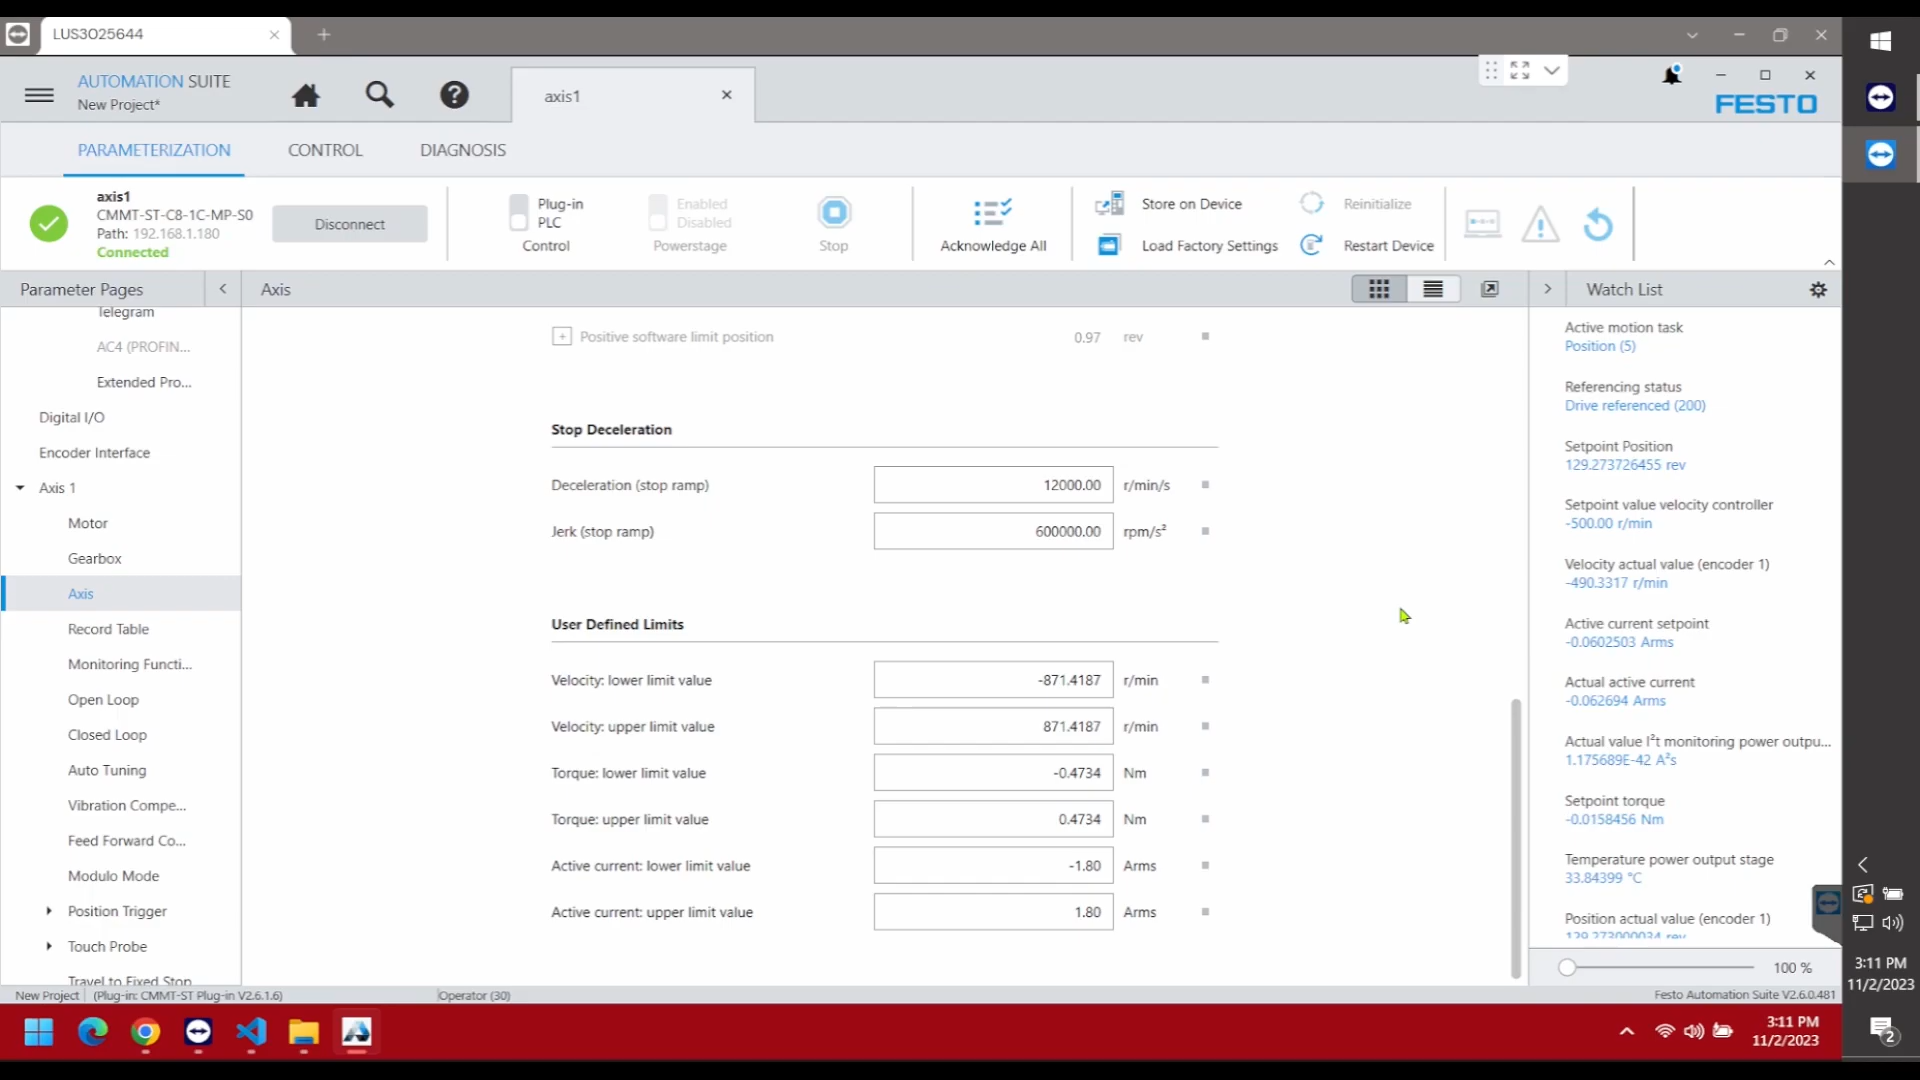 LUS3O25644
AUTOMATION SUITE
New Project*
axis1
FESTO
PARAMETERIZATION
CONTROL
DIAGNOSIS
axis1
CMMT-ST-C8-1C-MP-S0
Path: 192.168.1.180
Connected
Disconnect
Plug-in
PLC
Control
Enabled
Disabled
Powerstage
Stop
Acknowledge All
Store on Device
Load Factory Settings
Reinitialize
Restart Device
Parameter Pages
Axis
Watch List
Telegram
AC4 (PROFIN...
Extended Pro...
Digital I/O
Encoder Interface
Axis 1
Motor
Gearbox
Axis
Record Table
Monitoring Functi...
Open Loop
Closed Loop
Auto Tuning
Vibration Compe...
Feed Forward Co...
Modulo Mode
Position Trigger
Touch Probe
Travel to Fixed Stop
Positive software limit position 0.97 rev
Stop Deceleration
Deceleration (stop ramp) 12000.00 r/min/s
Jerk (stop ramp) 600000.00 rpm/s²
User Defined Limits
Velocity: lower limit value -871.4187 r/min
Velocity: upper limit value 871.4187 r/min
Torque: lower limit value -0.4734 Nm
Torque: upper limit value 0.4734 Nm
Active current: lower limit value -1.80 Arms
Active current: upper limit value 1.80 Arms
Active motion task
Position (5)
Referencing status
Drive referenced (200)
Setpoint Position
129.273726455 rev
Setpoint value velocity controller
-500.00 r/min
Velocity actual value (encoder 1)
-490.3317 r/min
Active current setpoint
-0.0602503 Arms
Actual active current
-0.062694 Arms
Actual value I²t monitoring power outpu...
1.175689E-42 A²s
Setpoint torque
-0.0158456 Nm
Temperature power output stage
33.84399 °C
Position actual value (encoder 1)
129.273000034 rev
100 %
New Project (Plug-in: CMMT-ST Plug-in V2.6.1.6)
Operator (30)
Festo Automation Suite V2.6.0.481
3:11 PM
11/2/2023
3:11 PM
11/2/2023
2